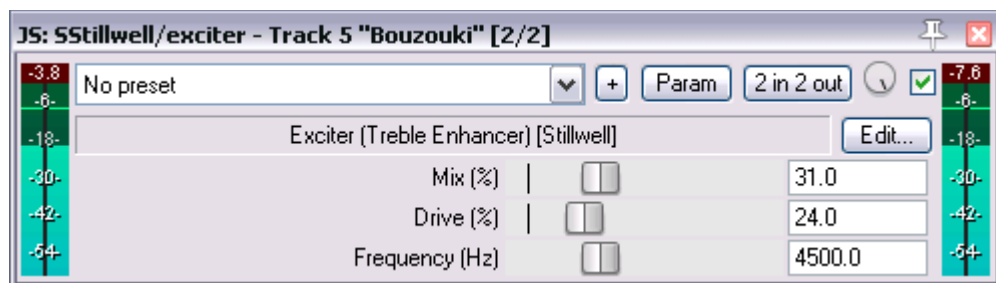 JS: SStillwell/exciter - Track 5 "Bouzouki" [2/2]
-3.8 No preset + Param 2 in 2 out -7.6
-6- -6-
-18- Exciter (Treble Enhancer) [Stillwell] Edit... -18-
-30- Mix (%) 31.0 -30-
-42- Drive (%) 24.0 -42-
-54- Frequency (Hz) 4500.0 -54-